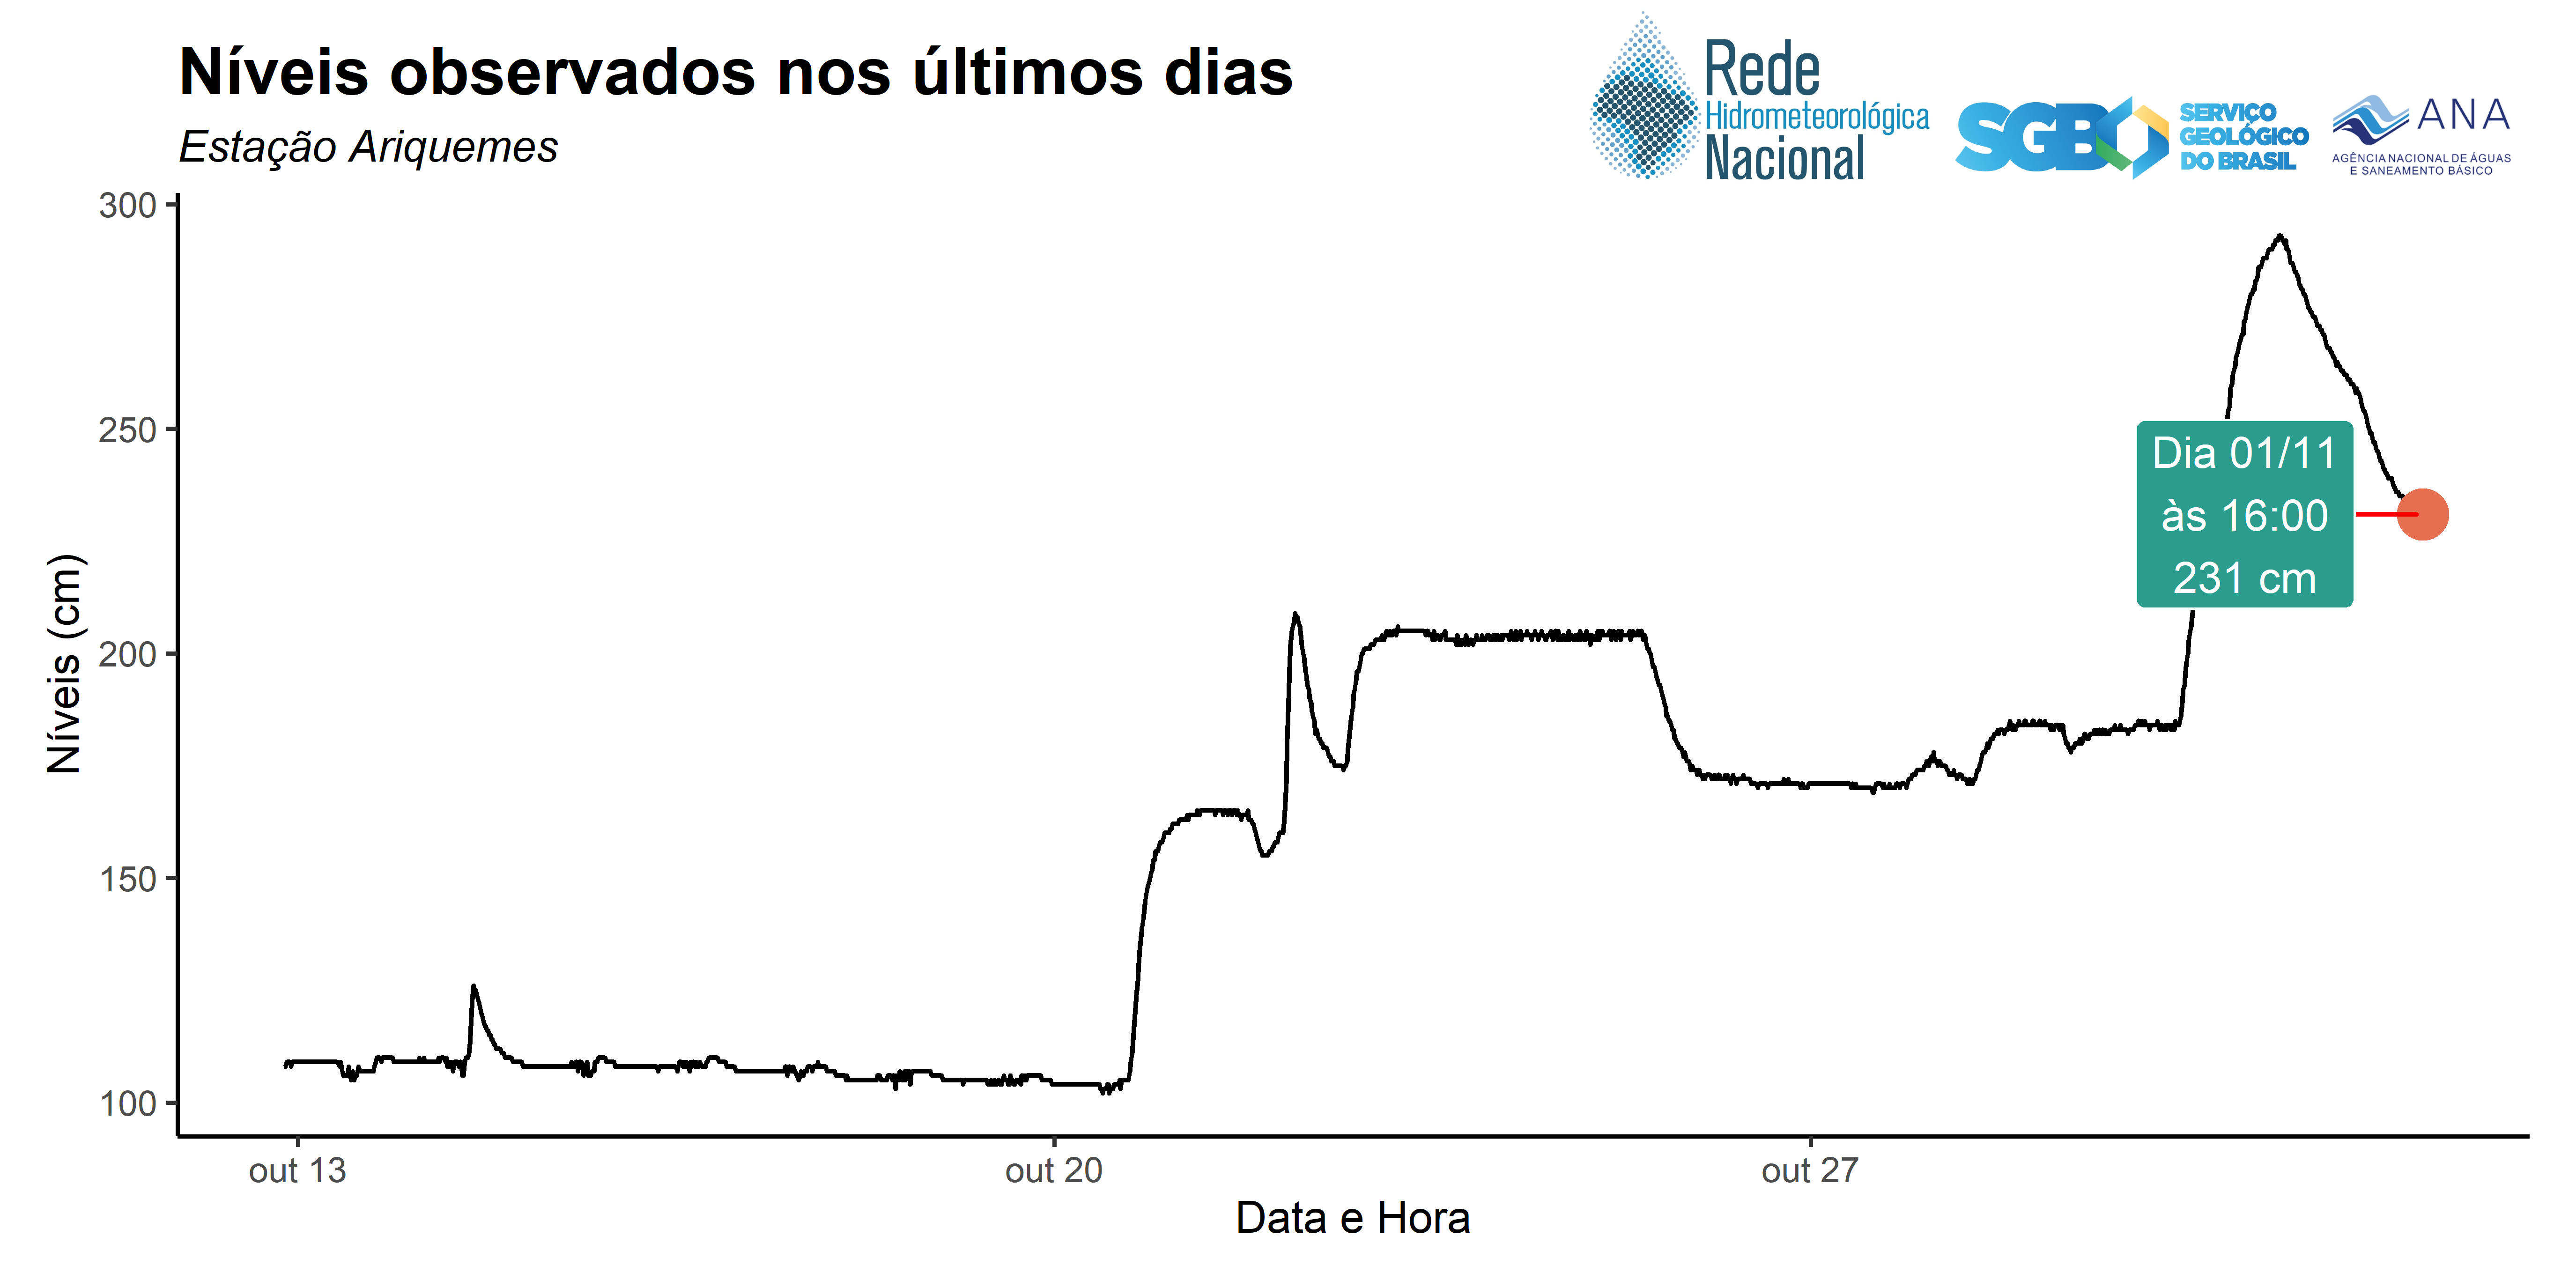 Níveis observados nos últimos dias
Estação Ariquemes
Rede
Hidrometeorológica
Nacional
SGB
SERVIÇO
GEOLÓGICO
DO BRASIL
ANA
AGÊNCIA NACIONAL DE ÁGUAS
E SANEAMENTO BÁSICO
300
250
200
150
100
Níveis (cm)
Dia 01/11
às 16:00
231 cm
out 13
out 20
out 27
Data e Hora